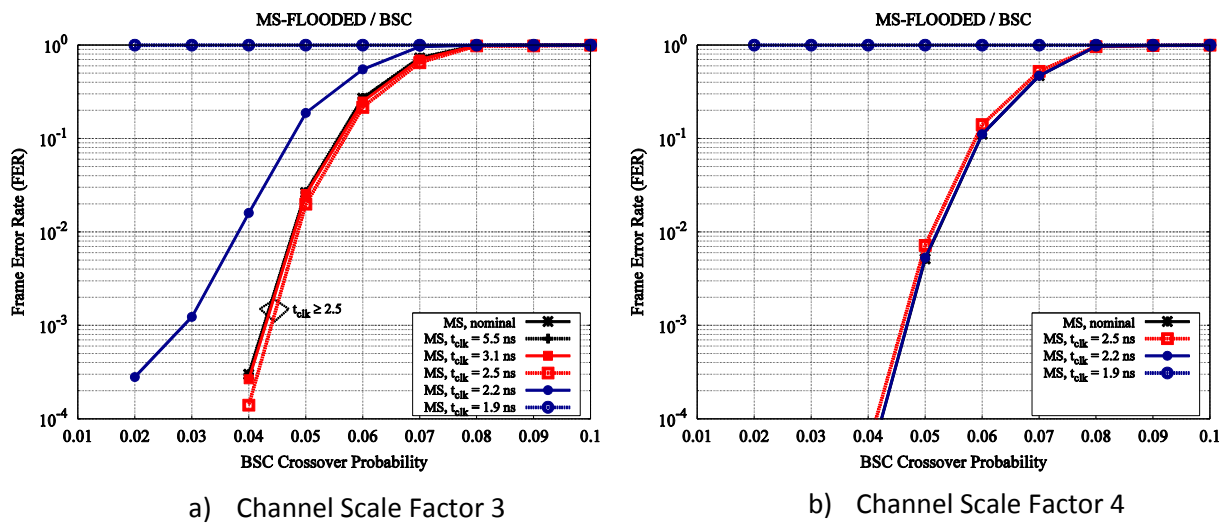 MS-FLOODED / BSC
10^0
10^-1
10^-2
10^-3
10^-4
Frame Error Rate (FER)
t_clk ≥ 2.5
MS, nominal
MS, t_clk = 5.5 ns
MS, t_clk = 3.1 ns
MS, t_clk = 2.5 ns
MS, t_clk = 2.2 ns
MS, t_clk = 1.9 ns
0.01 0.02 0.03 0.04 0.05 0.06 0.07 0.08 0.09 0.1
BSC Crossover Probability
a) Channel Scale Factor 3
MS-FLOODED / BSC
10^0
10^-1
10^-2
10^-3
10^-4
Frame Error Rate (FER)
MS, nominal
MS, t_clk = 2.5 ns
MS, t_clk = 2.2 ns
MS, t_clk = 1.9 ns
0.01 0.02 0.03 0.04 0.05 0.06 0.07 0.08 0.09 0.1
BSC Crossover Probability
b) Channel Scale Factor 4